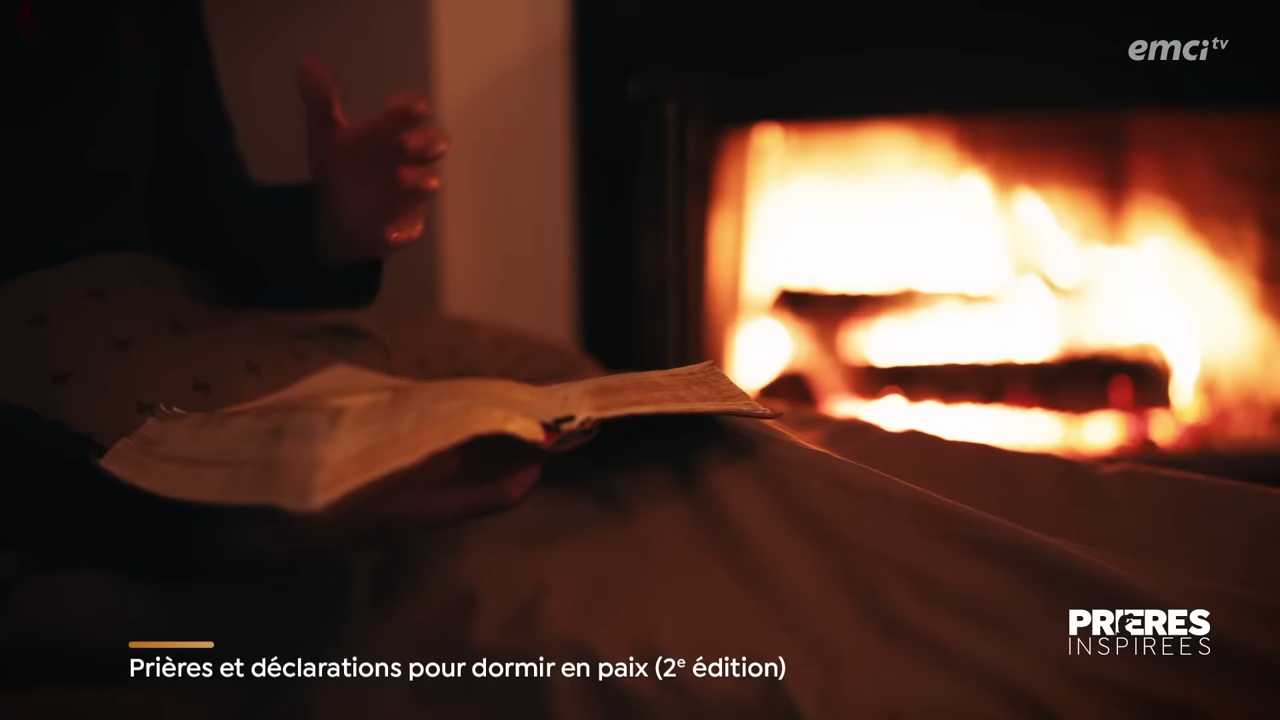 emci tv
Prières et déclarations pour dormir en paix (2e édition)
PRIÈRES
INSPIRÉES